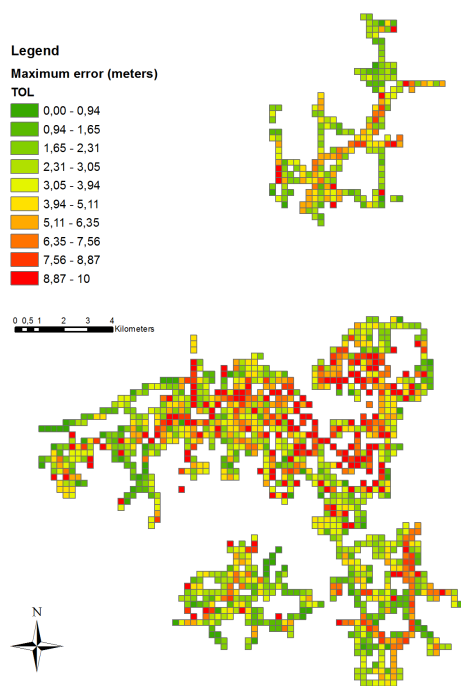 Legend
Maximum error (meters)
TOL
0,00 - 0,94
0,94 - 1,65
1,65 - 2,31
2,31 - 3,05
3,05 - 3,94
3,94 - 5,11
5,11 - 6,35
6,35 - 7,56
7,56 - 8,87
8,87 - 10
0 0,5 1 2 3 4
Kilometers
N